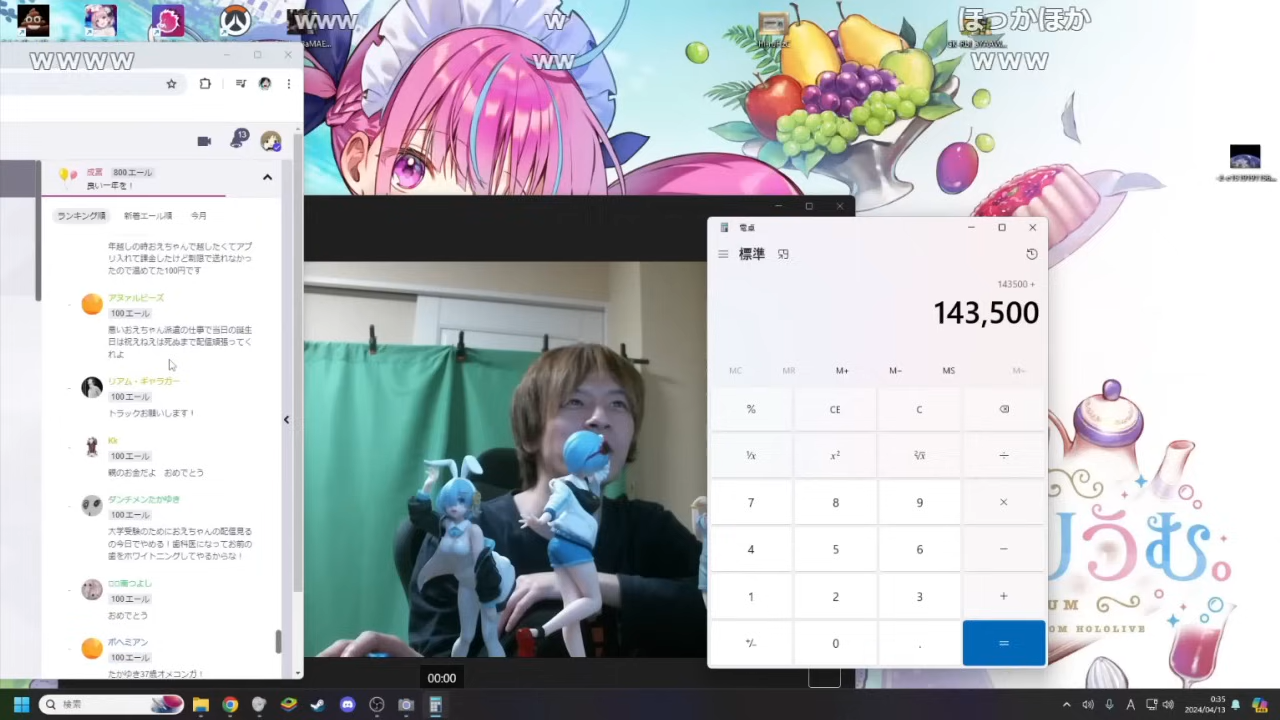 www
w
ほっかほか
wwww
ww
www
13
成宮 800エール
良い一年を！
ランキング順 新着エール順 今月
年越しの時おえちゃんで越したくてアプ
リ入れて課金したけど制限で送れなかっ
たので温めてた100円です
アヌァルビーズ
100エール
悪いおえちゃん派遣の仕事で当日の誕生
日は祝えねえは死ぬまで配信頑張ってく
れよ
リアム・ギャラガー
100エール
トラックお願いします！
Kk
100エール
親のお金だよ　おめでとう
ダンチメンたかゆき
100エール
大学受験のためにおえちゃんの配信見る
の今日でやめる！歯科医になってお前の
歯をホワイトニングしてやるからな！
100エール
おめでとう
ボヘミアン
100エール
たかゆき37歳オメコンガ！
電卓
標準
143500 +
143,500
MC MR M+ M- MS M~
% CE C
⅟x x² ²√x ÷
7 8 9 ×
4 5 6 −
1 2 3 +
+/− 0 . =
りうむ。
UM
OM HOLOLIVE
00:00
検索
A
0:35
2024/04/13